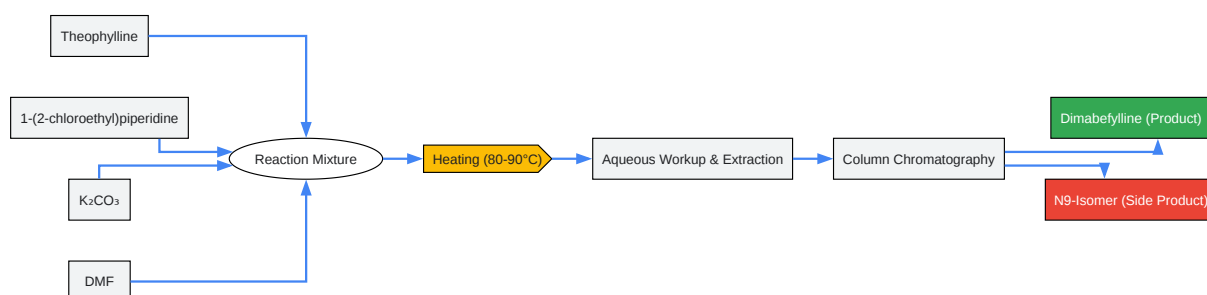 Theophylline
1-(2-chloroethyl)piperidine
K₂CO₃
DMF
Reaction Mixture
Heating (80-90°C)
Aqueous Workup & Extraction
Column Chromatography
Dimabefylline (Product)
N9-Isomer (Side Product)